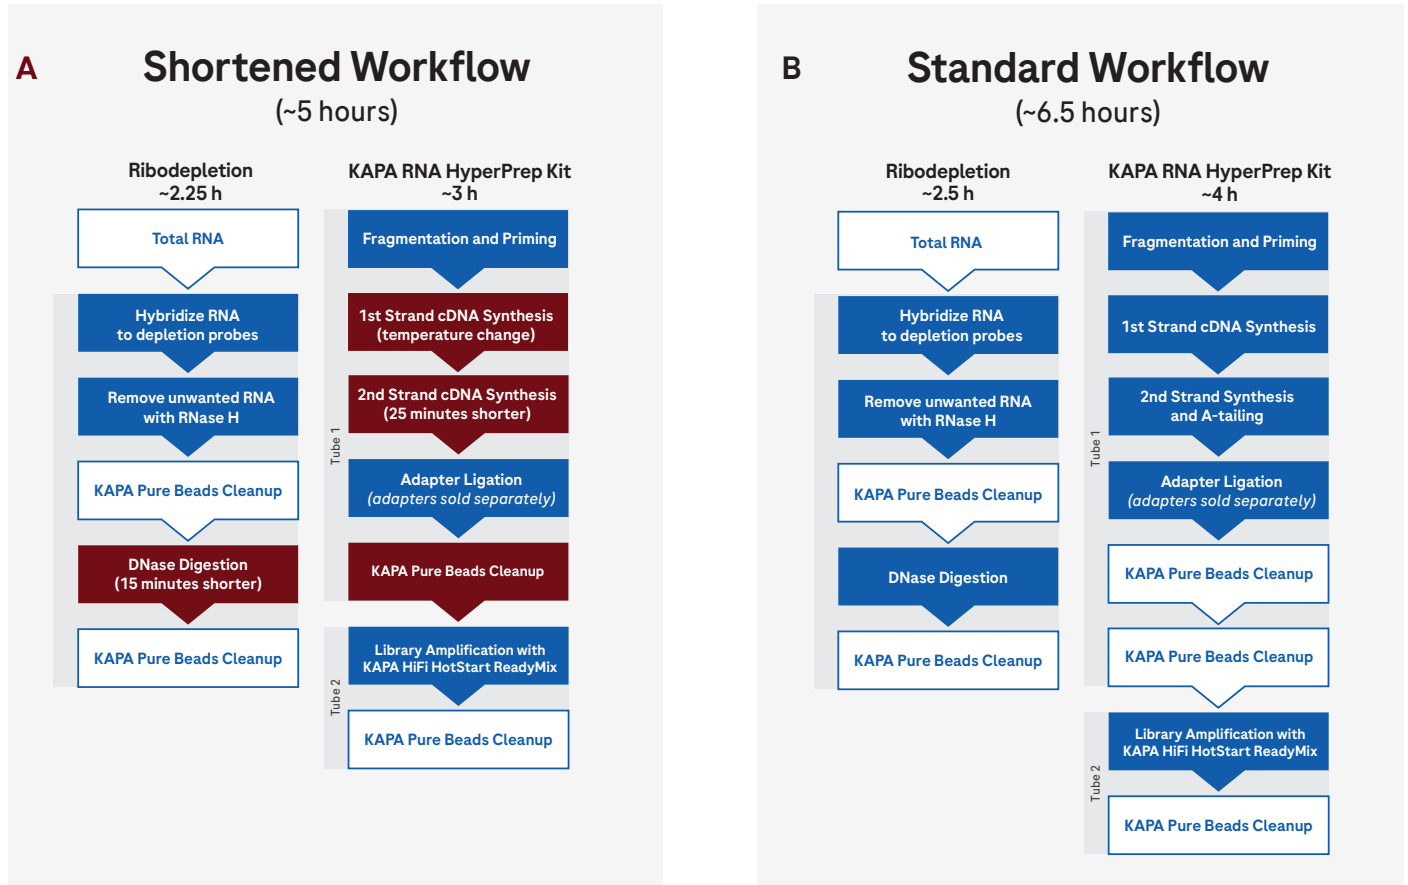 A
Shortened Workflow
(~5 hours)
Ribodepletion
~2.25 h
Total RNA
Hybridize RNA
to depletion probes
Remove unwanted RNA
with RNase H
KAPA Pure Beads Cleanup
DNase Digestion
(15 minutes shorter)
KAPA Pure Beads Cleanup
KAPA RNA HyperPrep Kit
~3 h
Tube 1
Fragmentation and Priming
1st Strand cDNA Synthesis
(temperature change)
2nd Strand cDNA Synthesis
(25 minutes shorter)
Adapter Ligation
(adapters sold separately)
KAPA Pure Beads Cleanup
Tube 2
Library Amplification with
KAPA HiFi HotStart ReadyMix
KAPA Pure Beads Cleanup
B
Standard Workflow
(~6.5 hours)
Ribodepletion
~2.5 h
Total RNA
Hybridize RNA
to depletion probes
Remove unwanted RNA
with RNase H
KAPA Pure Beads Cleanup
DNase Digestion
KAPA Pure Beads Cleanup
KAPA RNA HyperPrep Kit
~4 h
Tube 1
Fragmentation and Priming
1st Strand cDNA Synthesis
2nd Strand Synthesis
and A-tailing
Adapter Ligation
(adapters sold separately)
KAPA Pure Beads Cleanup
KAPA Pure Beads Cleanup
Tube 2
Library Amplification with
KAPA HiFi HotStart ReadyMix
KAPA Pure Beads Cleanup